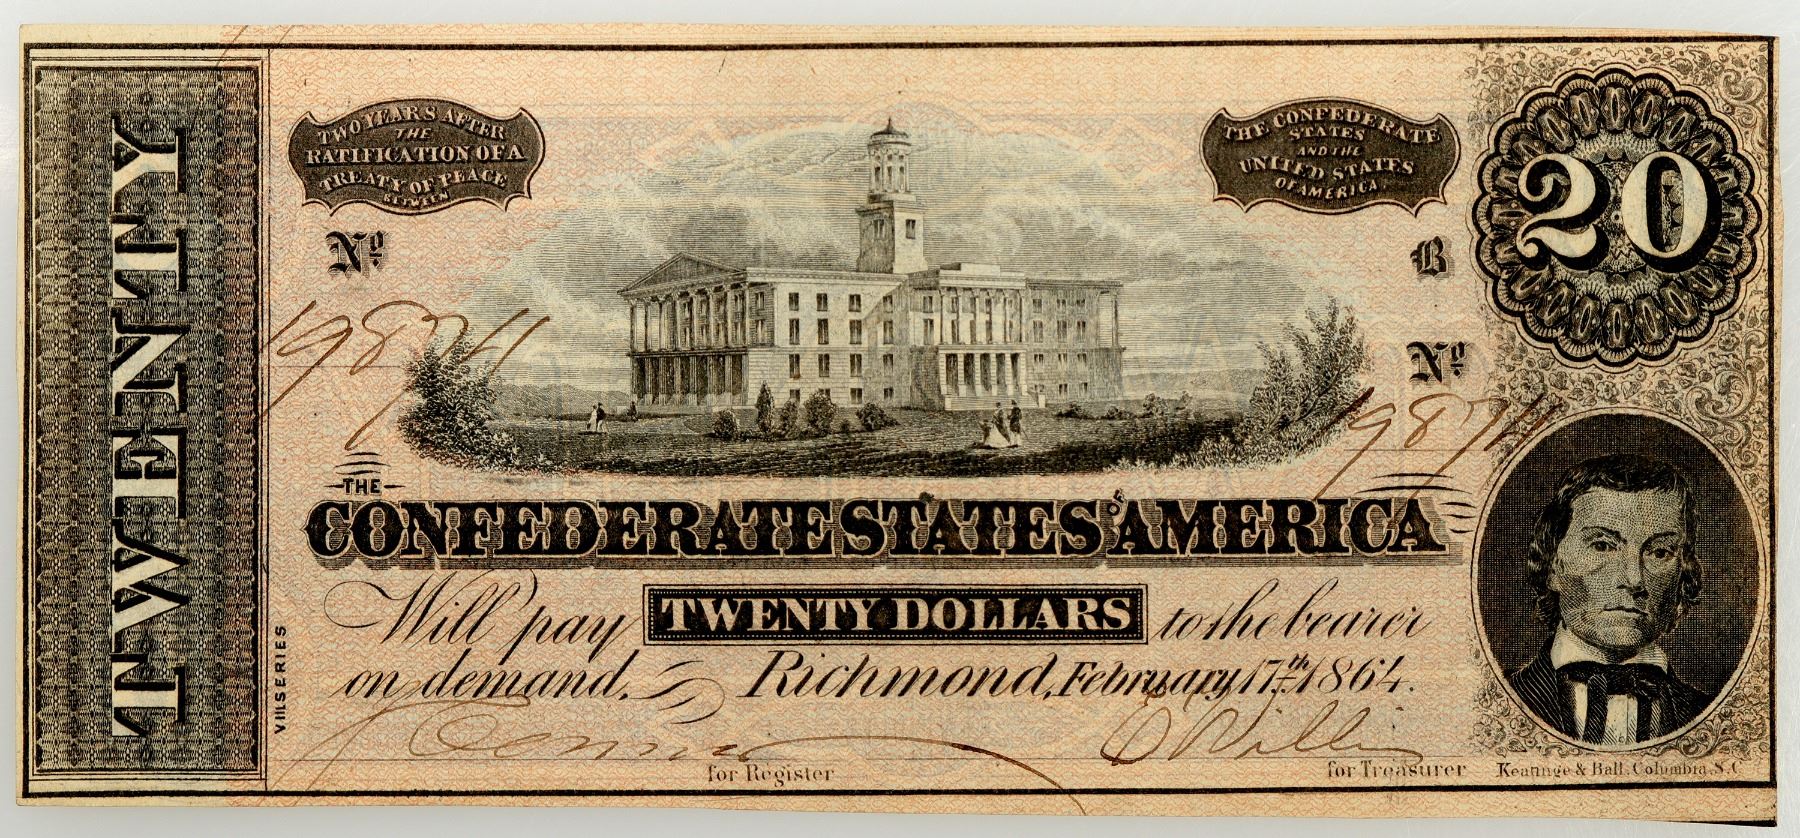 TWENTY
TWO YEARS AFTER
THE
RATIFICATION OF A
TREATY OF PEACE
BETWEEN
THE CONFEDERATE
STATES
AND THE
UNITED STATES
OF AMERICA
20
Nº
B
19874
Nº
19874
THE
CONFEDERATE STATES OF AMERICA
Will pay TWENTY DOLLARS to the bearer
on demand. Richmond, February 17th 1864.
VII SERIES
for Register
for Treasurer
Keatinge & Ball, Columbia, S.C.